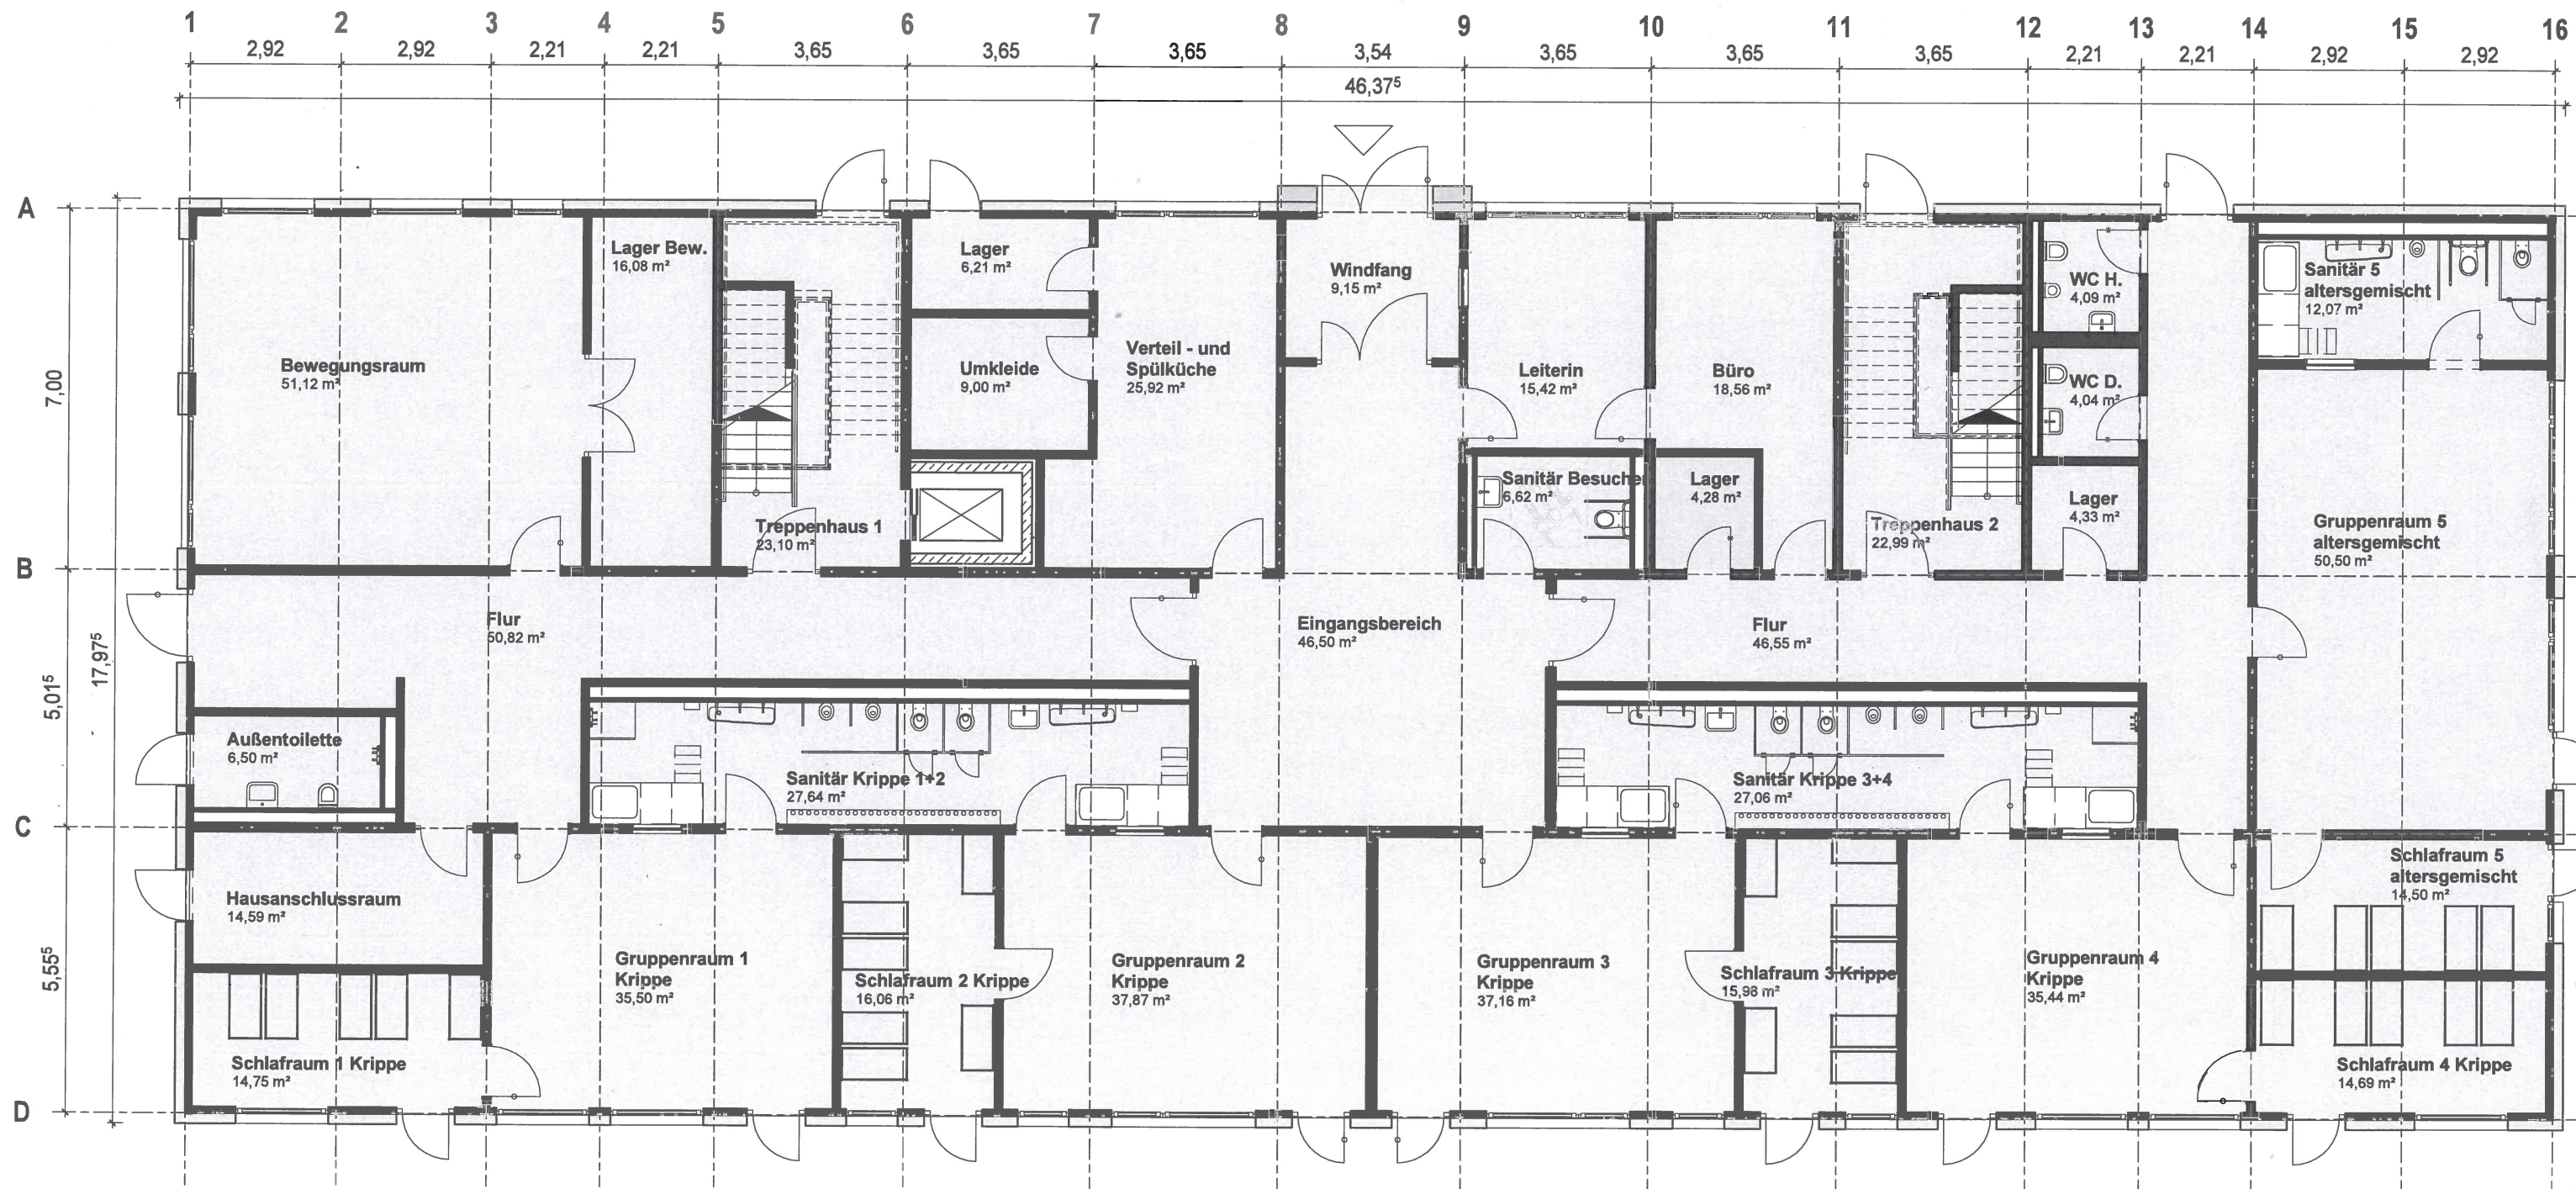 1 2 3 4 5 6 7 8 9 10 11 12 13 14 15 16
2,92 2,92 2,21 2,21 3,65 3,65 3,65 3,54 3,65 3,65 3,65 2,21 2,21 2,92 2,92
46,37⁵
A
Lager Bew.
16,08 m²
Lager
6,21 m²
Windfang
9,15 m²
WC H.
4,09 m²
Sanitär 5
altersgemischt
12,07 m²
7,00
Bewegungsraum
51,12 m²
Umkleide
9,00 m²
Verteil - und
Spülküche
25,92 m²
Leiterin
15,42 m²
Büro
18,56 m²
WC D.
4,04 m²
Treppenhaus 1
23,10 m²
Sanitär Besucher
6,62 m²
Lager
4,28 m²
Treppenhaus 2
22,99 m²
Lager
4,33 m²
Gruppenraum 5
altersgemischt
50,50 m²
B
17,97⁵
5,01⁵
Flur
50,82 m²
Eingangsbereich
46,50 m²
Flur
46,55 m²
Außentoilette
6,50 m²
Sanitär Krippe 1+2
27,64 m²
Sanitär Krippe 3+4
27,06 m²
C
5,55⁵
Hausanschlussraum
14,59 m²
Gruppenraum 1
Krippe
35,50 m²
Schlafraum 2 Krippe
16,06 m²
Gruppenraum 2
Krippe
37,87 m²
Gruppenraum 3
Krippe
37,16 m²
Schlafraum 3 Krippe
15,98 m²
Gruppenraum 4
Krippe
35,44 m²
Schlafraum 5
altersgemischt
14,50 m²
Schlafraum 1 Krippe
14,75 m²
Schlafraum 4 Krippe
14,69 m²
D